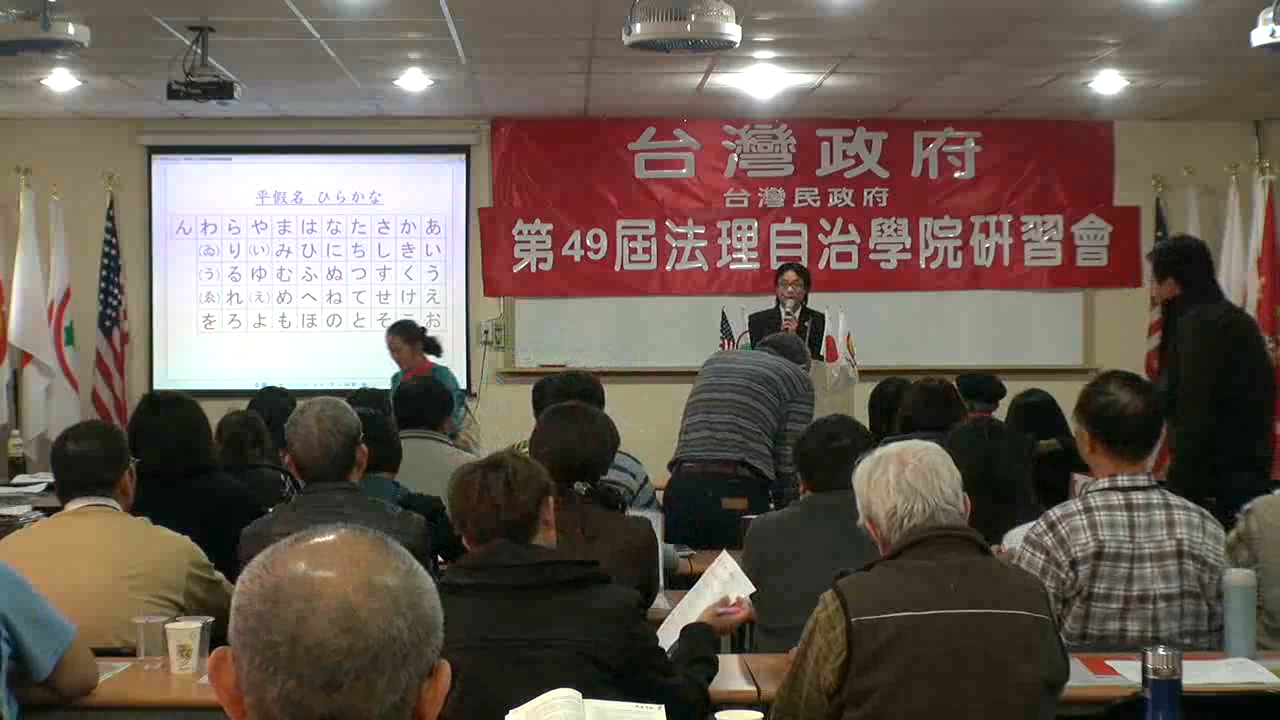 台灣政府
台灣民政府
第49屆法理自治學院研習會
平假名 ひらかな
んわらやまはなたさかあ
(ゐ)り(い)みひにちしきい
(う)るゆむふぬつすくう
(ゑ)れ(え)めへねてせけえ
をろよもほのとそこお